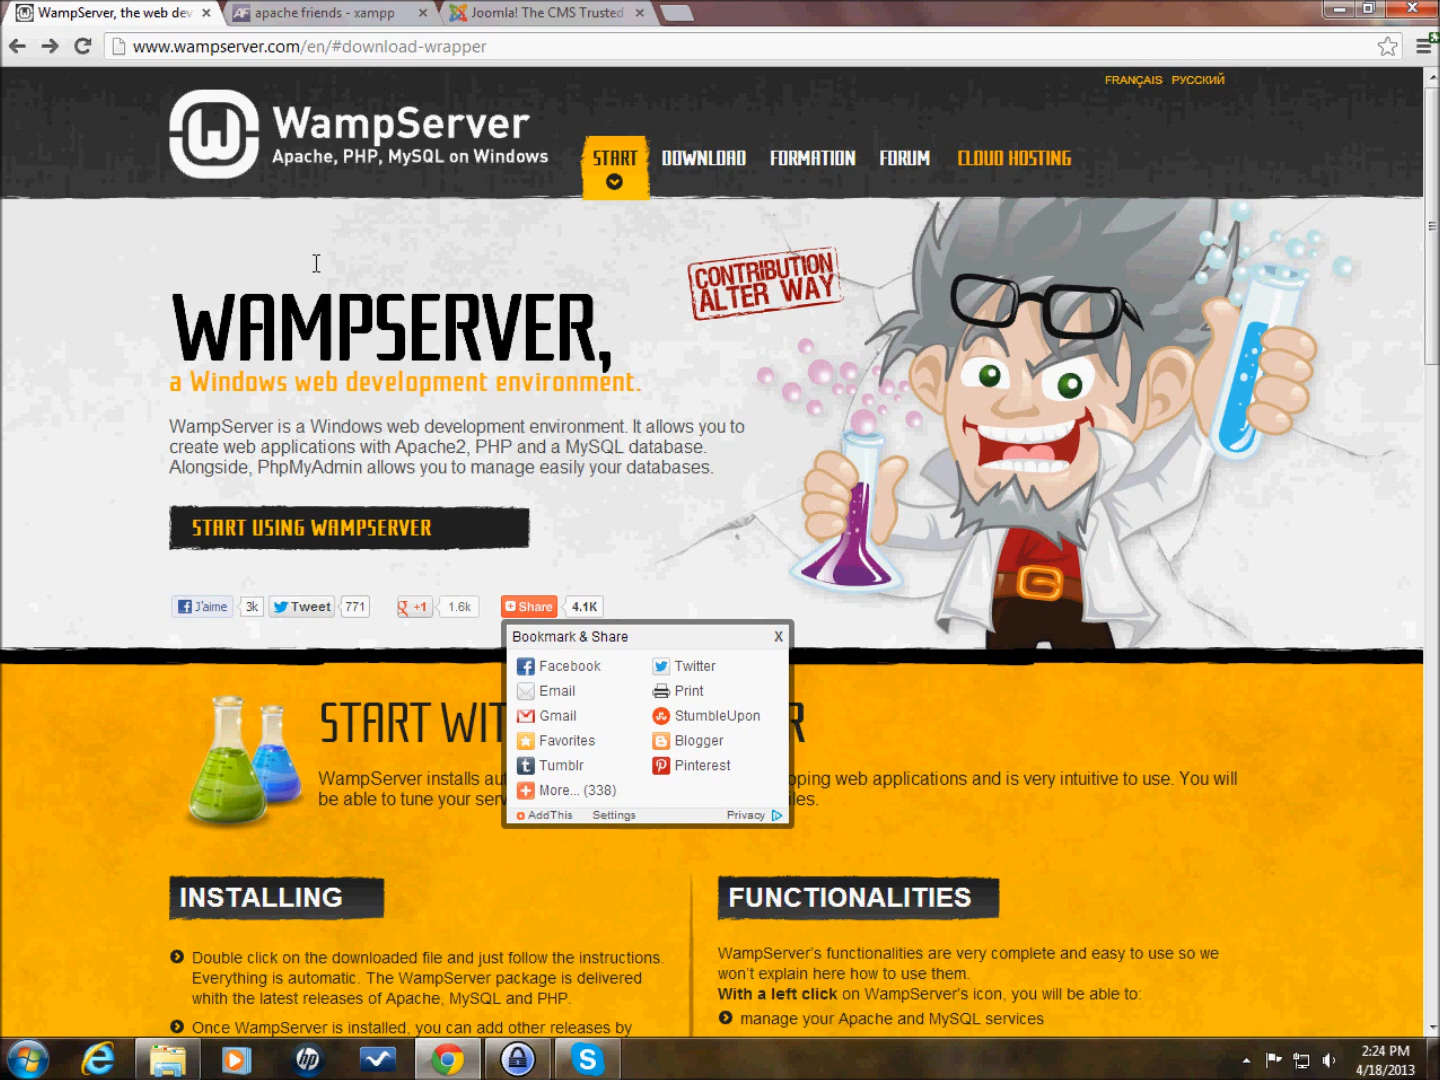 WampServer, the web dev
apache friends - xampp
Joomla! The CMS Trusted
www.wampserver.com/en/#download-wrapper
FRANÇAIS РУССКИЙ
WampServer
Apache, PHP, MySQL on Windows
START
DOWNLOAD
FORMATION
FORUM
CLOUD HOSTING
CONTRIBUTION
ALTER WAY
WAMPSERVER,
a Windows web development environment.
WampServer is a Windows web development environment. It allows you to
create web applications with Apache2, PHP and a MySQL database.
Alongside, PhpMyAdmin allows you to manage easily your databases.
START USING WAMPSERVER
J'aime 3k Tweet 771 +1 1.6k Share 4.1K
Bookmark & Share X
Facebook Twitter
Email Print
Gmail StumbleUpon
Favorites Blogger
Tumblr Pinterest
More... (338)
AddThis Settings Privacy
START WIT R
WampServer installs au ping web applications and is very intuitive to use. You will
be able to tune your ser les.
INSTALLING
Double click on the downloaded file and just follow the instructions.
Everything is automatic. The WampServer package is delivered
whith the latest releases of Apache, MySQL and PHP.
Once WampServer is installed, you can add other releases by
FUNCTIONALITIES
WampServer's functionalities are very complete and easy to use so we
won't explain here how to use them.
With a left click on WampServer's icon, you will be able to:
manage your Apache and MySQL services
hp
2:24 PM
4/18/2013